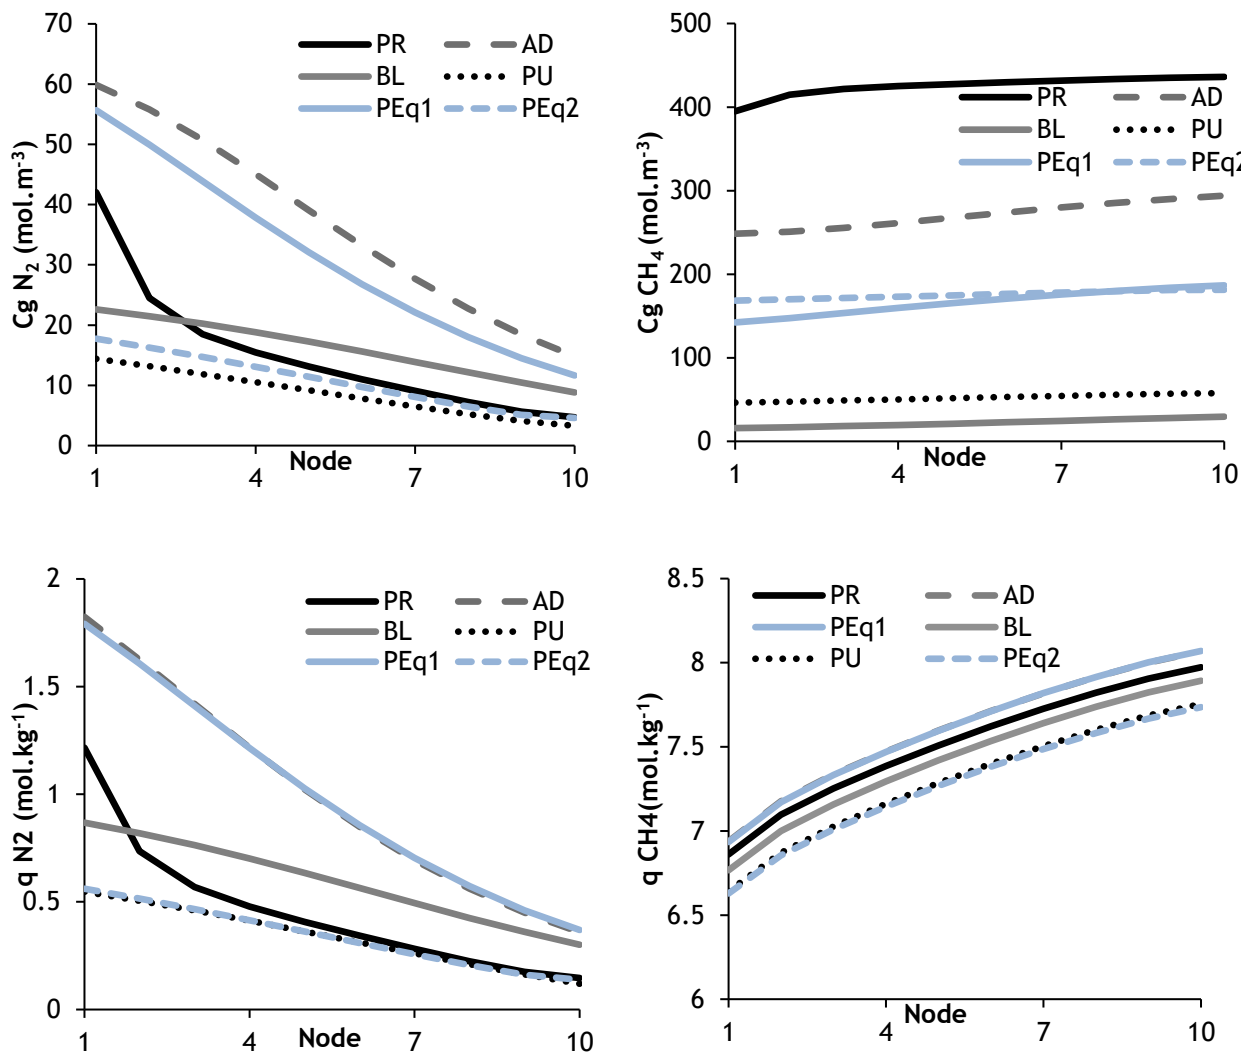 70
60
50
40
30
20
10
0
Cg N2 (mol.m-3)
PR AD
BL PU
PEq1 PEq2
1 4 7 10
Node
500
400
300
200
100
0
Cg CH4 (mol.m-3)
PR AD
BL PU
PEq1 PEq2
1 4 7 10
Node
2
1.5
1
0.5
0
q N2 (mol.kg-1)
PR AD
BL PU
PEq1 PEq2
1 4 7 10
Node
8.5
8
7.5
7
6.5
6
q CH4(mol.kg-1)
PR AD
PEq1 BL
PU PEq2
1 4 7 10
Node